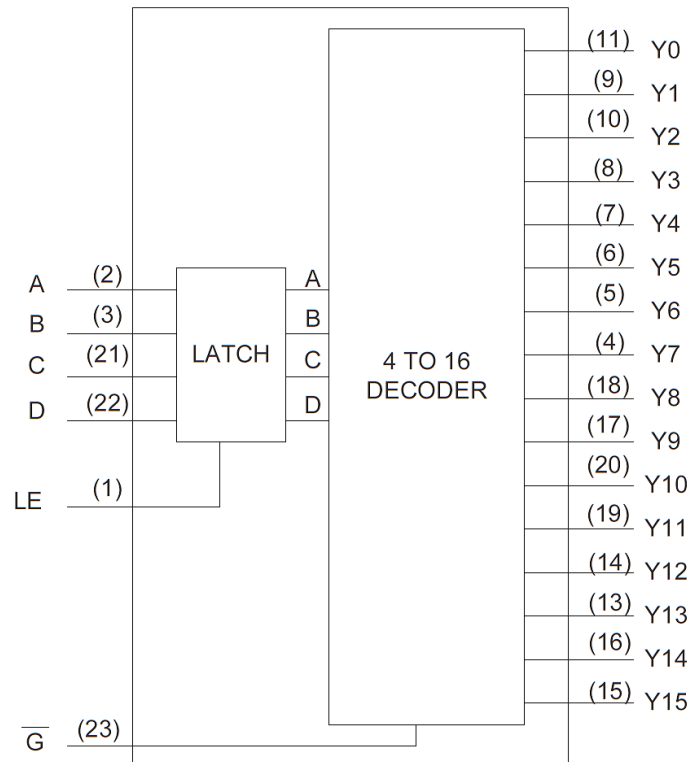 (11) Y0
(9) Y1
(10) Y2
(8) Y3
(7) Y4
(6) Y5
(5) Y6
(4) Y7
(18) Y8
(17) Y9
(20) Y10
(19) Y11
(14) Y12
(13) Y13
(16) Y14
(15) Y15
A (2)
B (3)
C (21)
D (22)
LE (1)
G̅ (23)
LATCH
A
B
C
D
4 TO 16
DECODER